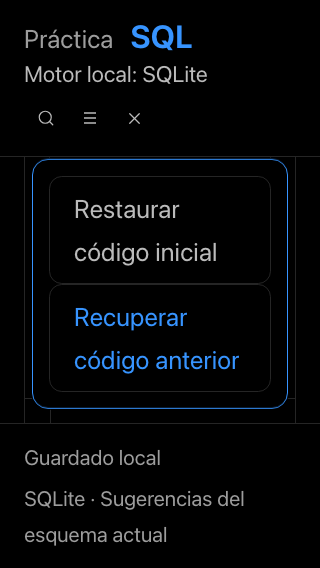 Práctica SQL
Motor local: SQLite
Restaurar
código inicial
Recuperar
código anterior
Guardado local
SQLite · Sugerencias del
esquema actual